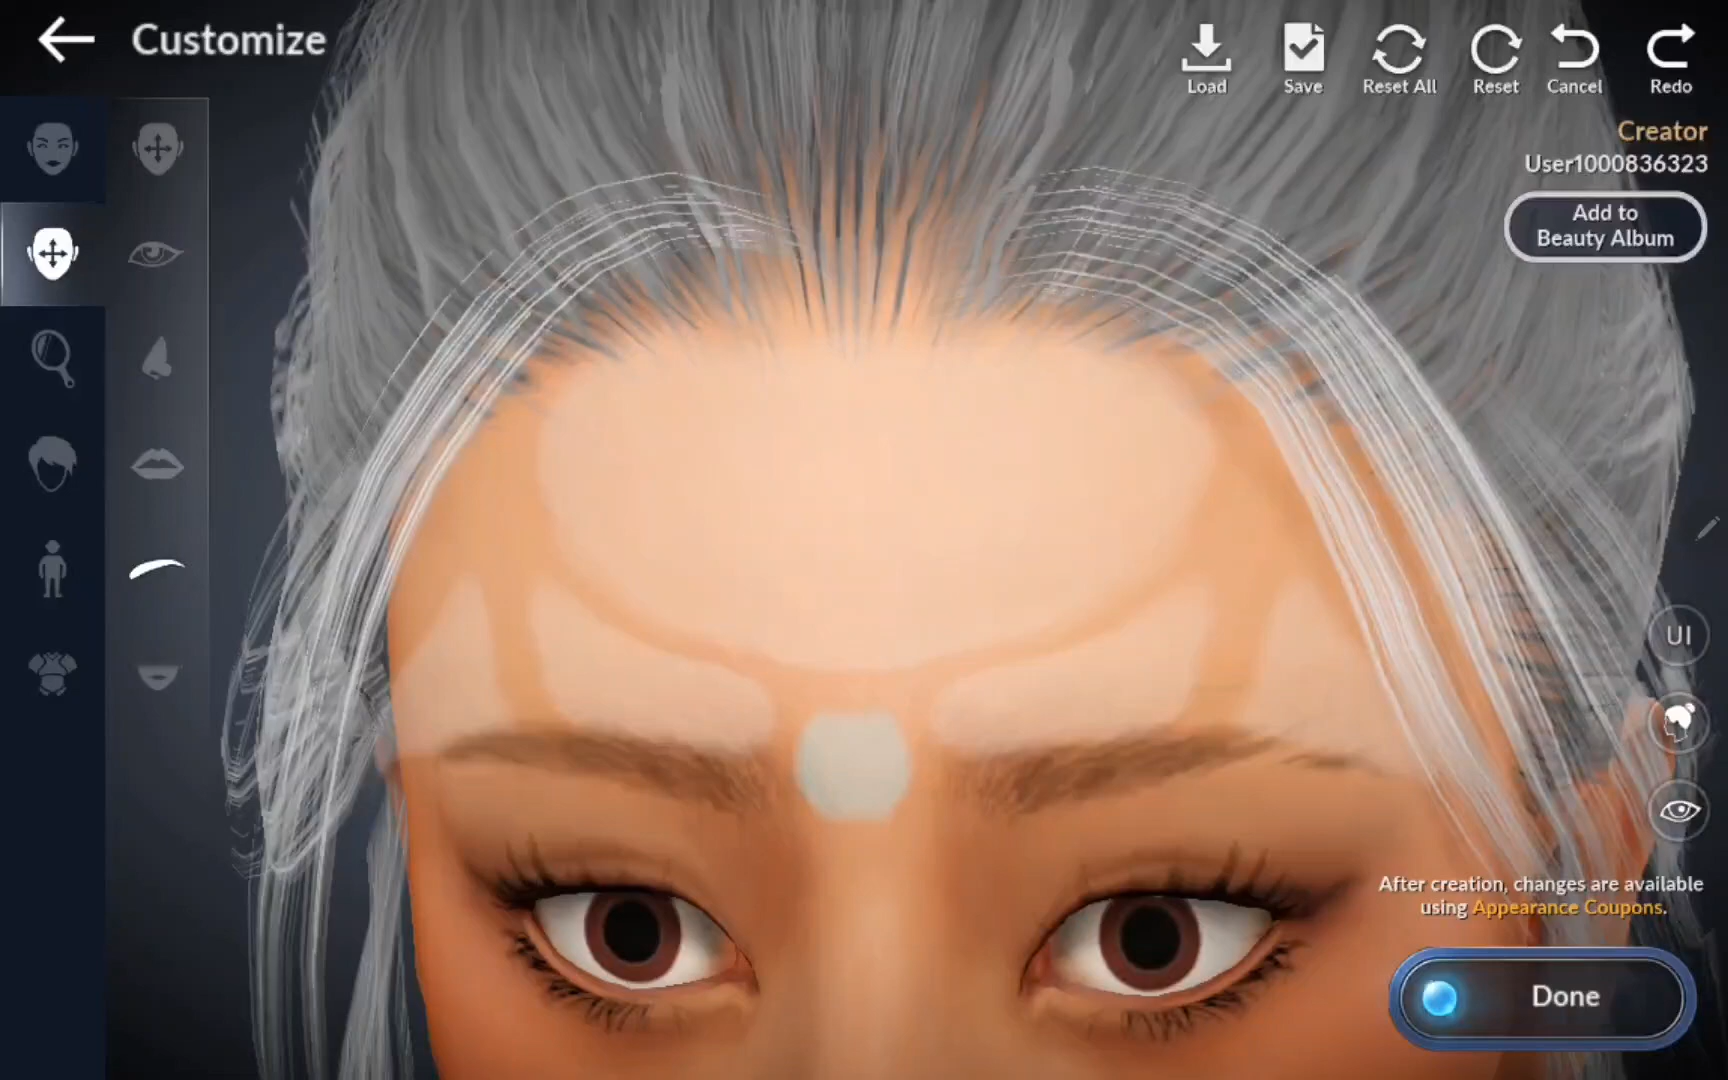 Customize
Load
Save
Reset All
Reset
Cancel
Redo
Creator
User1000836323
Add to
Beauty Album
UI
After creation, changes are available
using Appearance Coupons.
Done